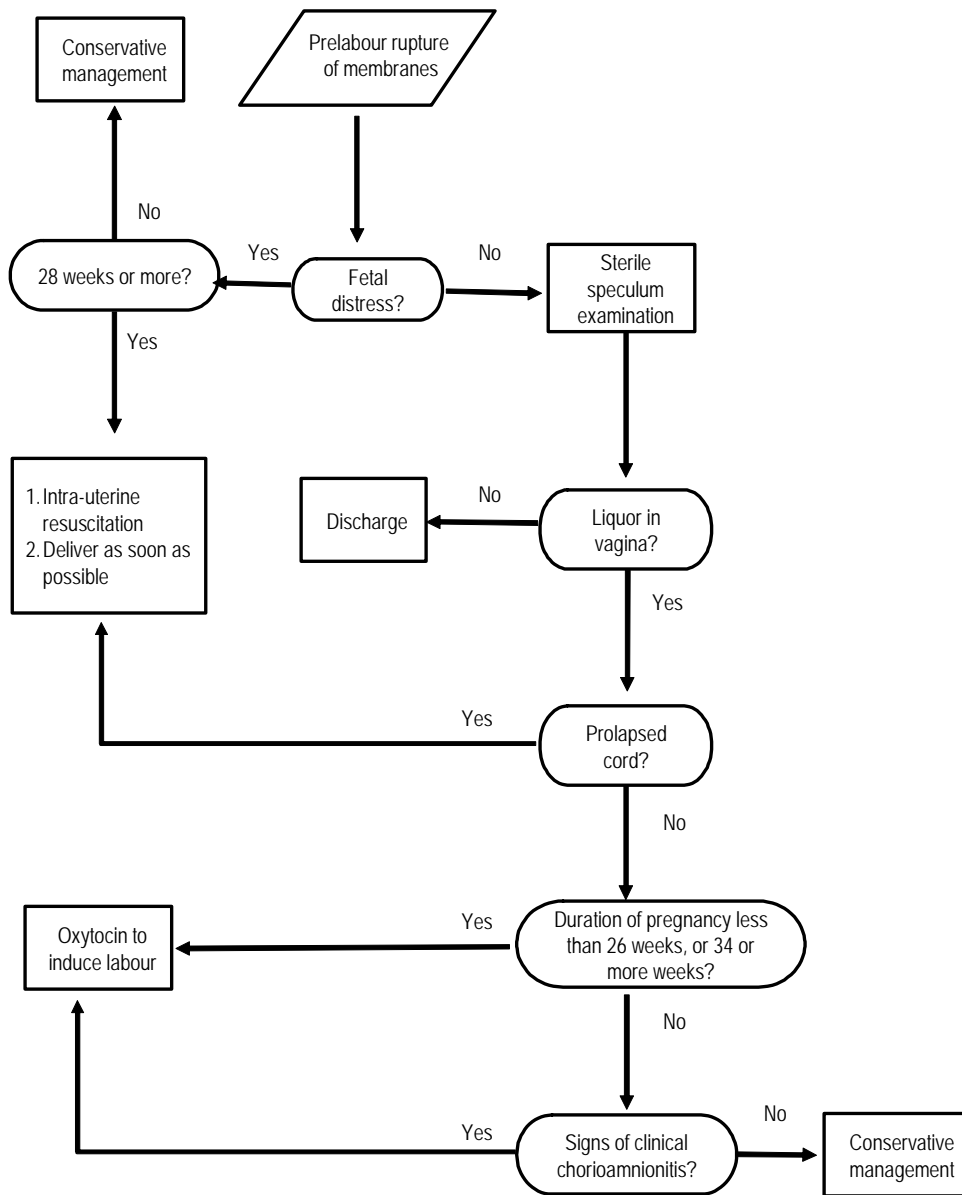 Conservative
management
Prelabour rupture
of membranes
No
Yes
No
28 weeks or more?
Fetal
distress?
Sterile
speculum
examination
Yes
1. Intra-uterine
resuscitation
2. Deliver as soon as
possible
No
Discharge
Liquor in
vagina?
Yes
Yes
Prolapsed
cord?
No
Yes
Duration of pregnancy less
than 26 weeks, or 34 or
more weeks?
Oxytocin to
induce labour
No
Yes
No
Signs of clinical
chorioamnionitis?
Conservative
management